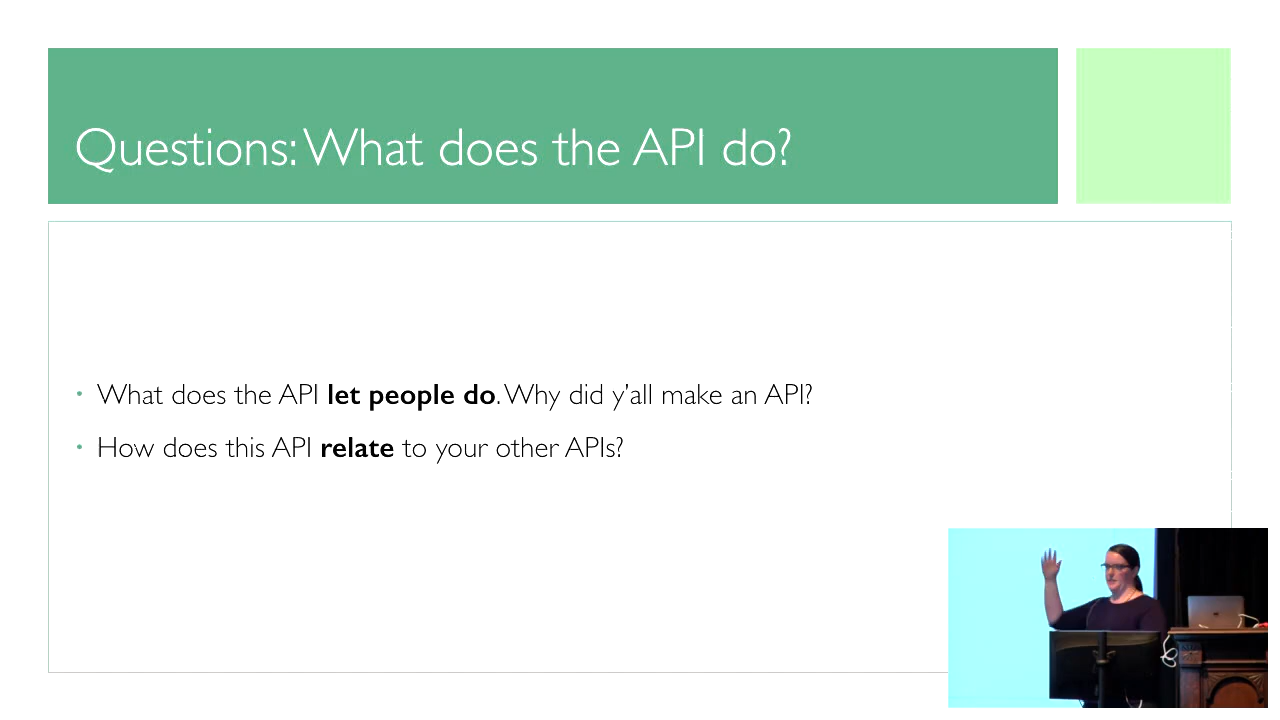 Questions: What does the API do?
• What does the API let people do. Why did y’all make an API?
• How does this API relate to your other APIs?